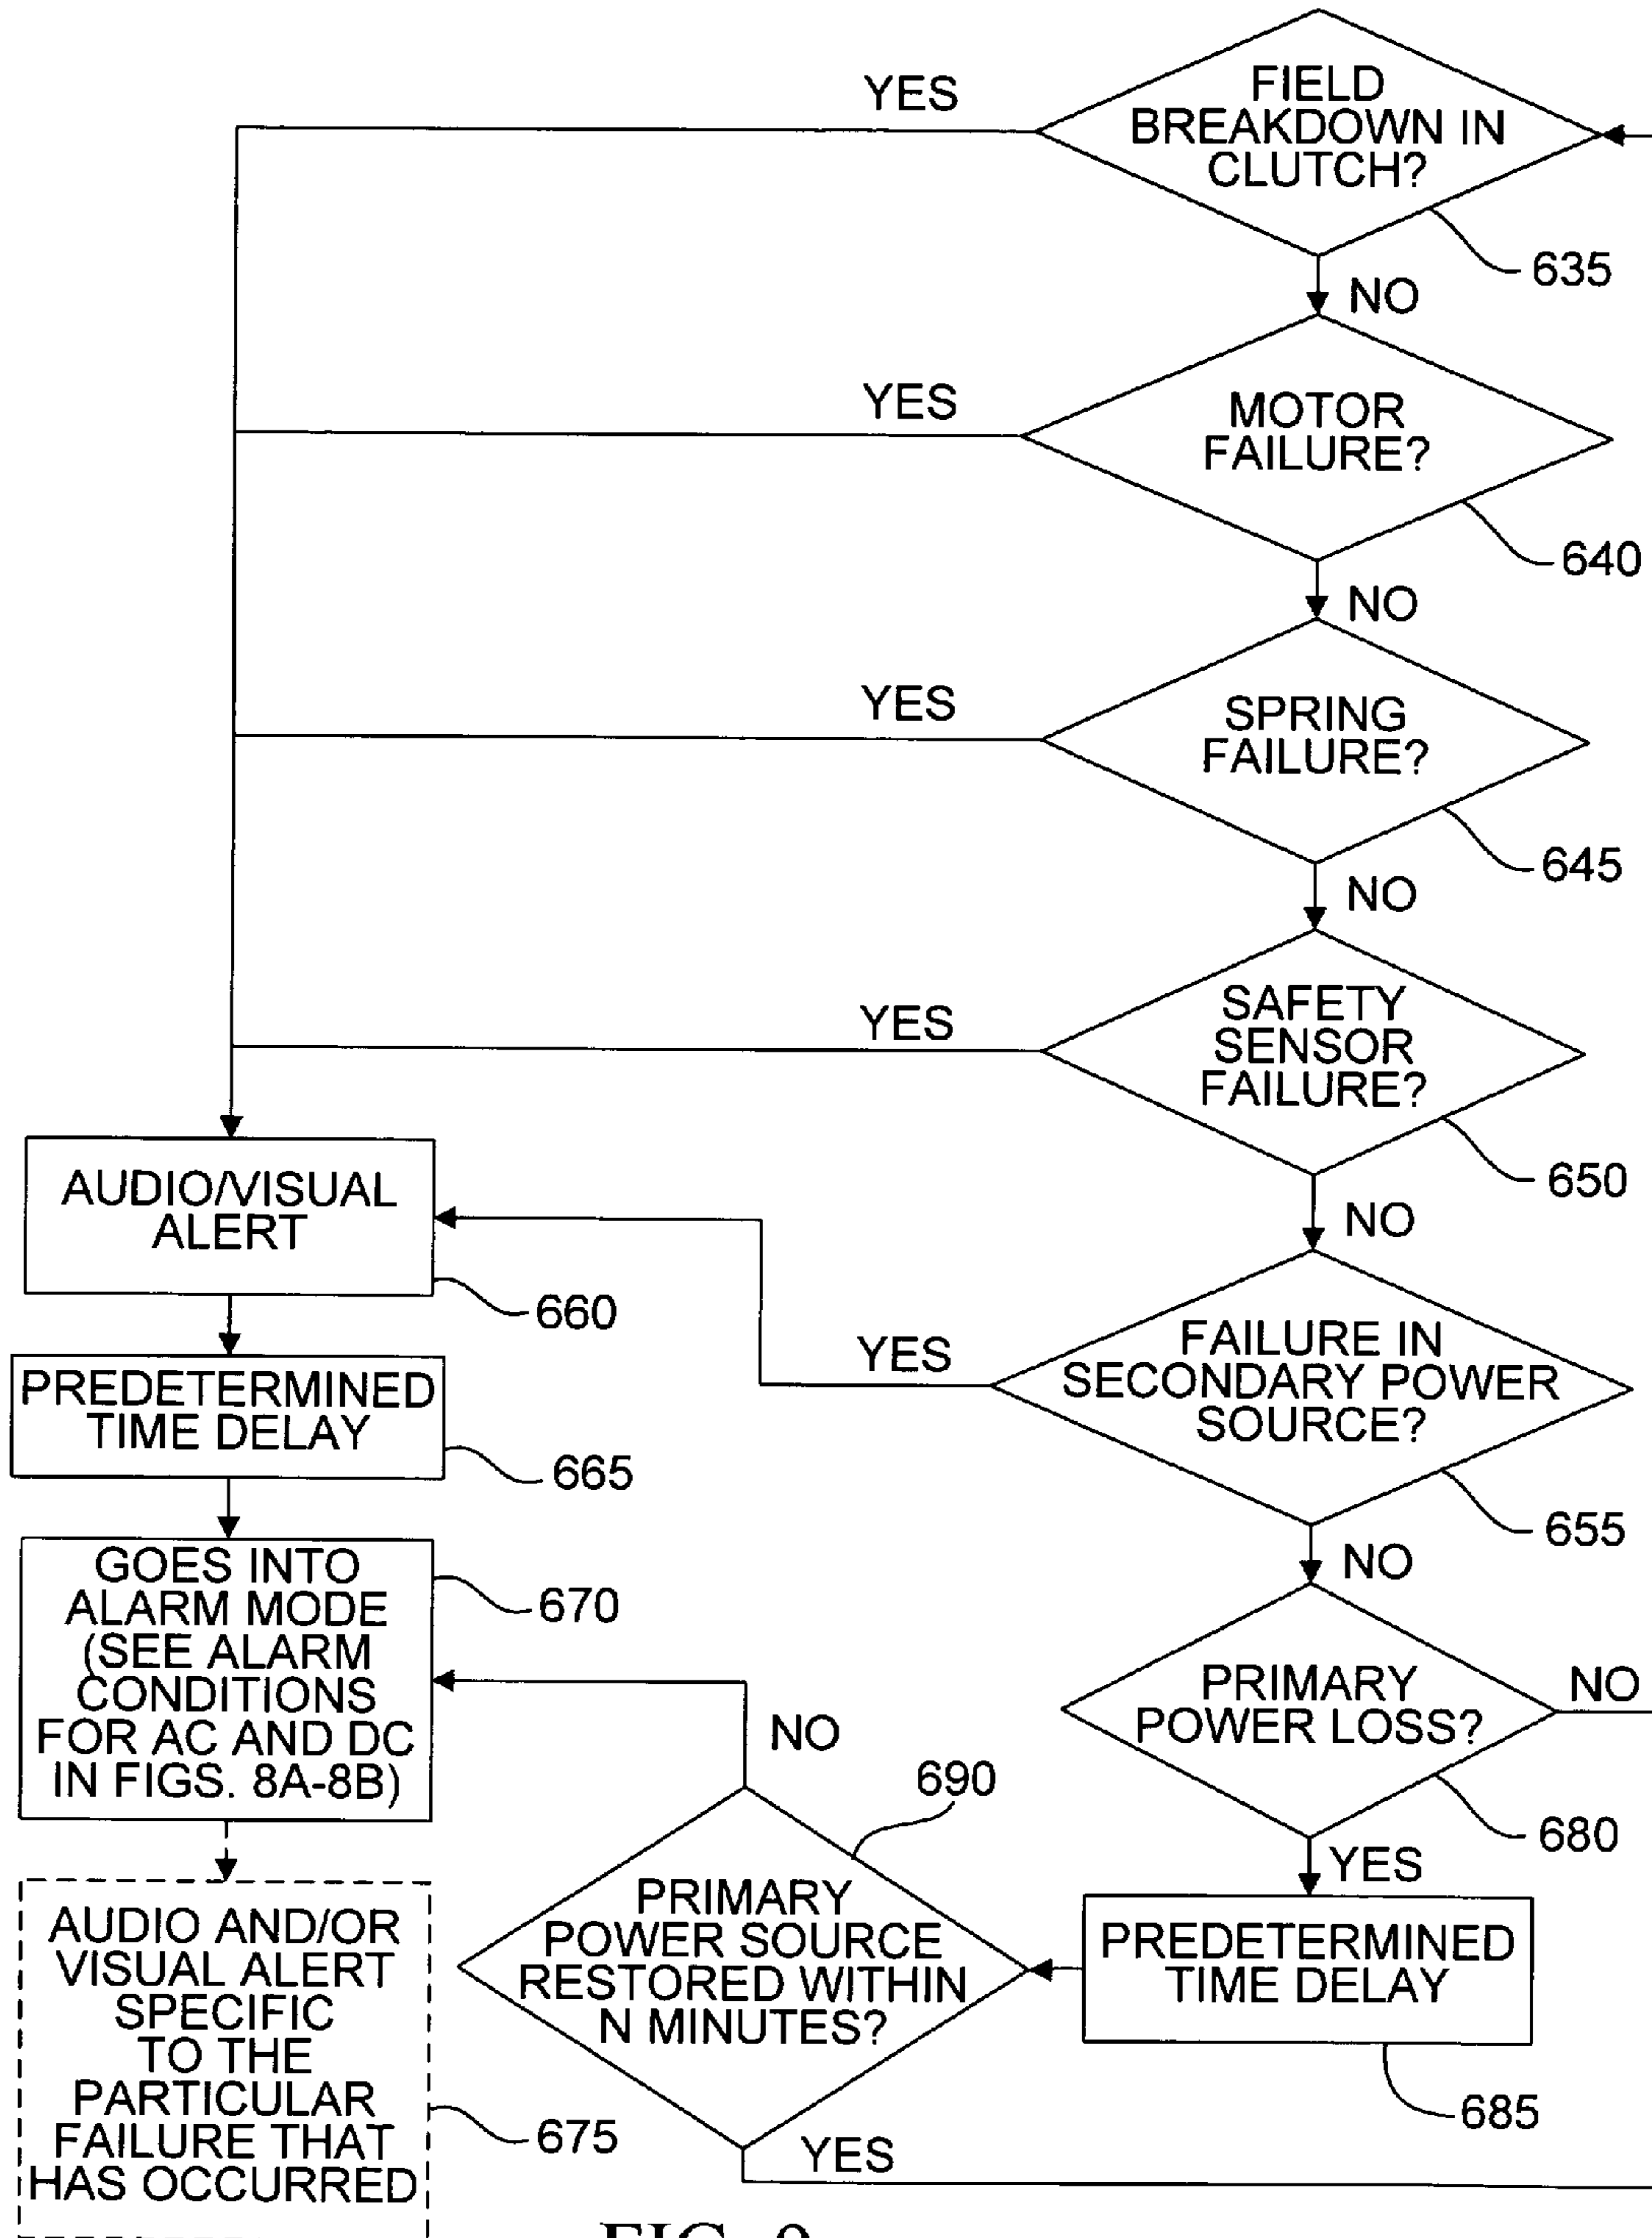 YES
FIELD
BREAKDOWN IN
CLUTCH?
635
NO
YES
MOTOR
FAILURE?
640
NO
YES
SPRING
FAILURE?
645
NO
YES
SAFETY
SENSOR
FAILURE?
650
NO
AUDIO/VISUAL
ALERT
660
YES
FAILURE IN
SECONDARY POWER
SOURCE?
655
NO
PREDETERMINED
TIME DELAY
665
GOES INTO
ALARM MODE
(SEE ALARM
CONDITIONS
FOR AC AND DC
IN FIGS. 8A-8B)
670
NO
PRIMARY
POWER LOSS?
NO
680
YES
690
PRIMARY
POWER SOURCE
RESTORED WITHIN
N MINUTES?
PREDETERMINED
TIME DELAY
685
YES
AUDIO AND/OR
VISUAL ALERT
SPECIFIC
TO THE
PARTICULAR
FAILURE THAT
HAS OCCURRED
675
FIG.